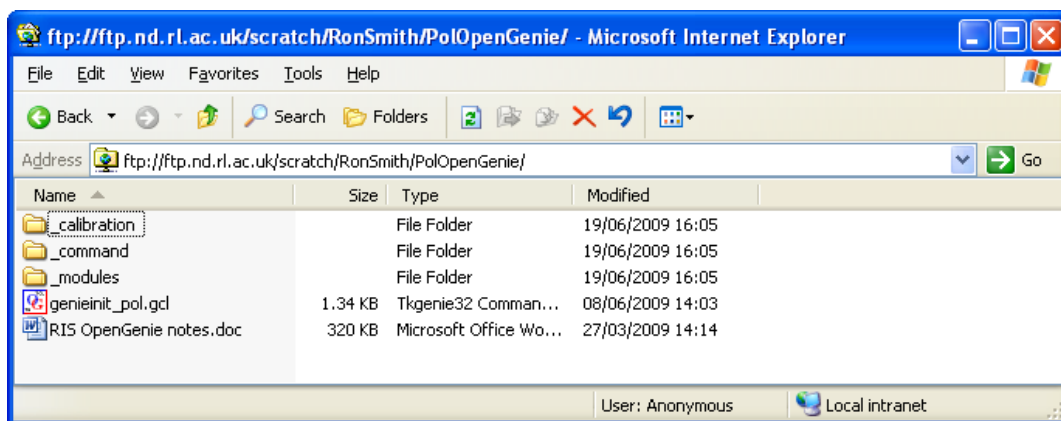 ftp://ftp.nd.rl.ac.uk/scratch/RonSmith/PolOpenGenie/ - Microsoft Internet Explorer
File Edit View Favorites Tools Help
Back Search Folders
Address ftp://ftp.nd.rl.ac.uk/scratch/RonSmith/PolOpenGenie/ Go
Name Size Type Modified
_calibration File Folder 19/06/2009 16:05
_command File Folder 19/06/2009 16:05
_modules File Folder 19/06/2009 16:05
genieinit_pol.gcl 1.34 KB Tkgenie32 Comman... 08/06/2009 14:03
RIS OpenGenie notes.doc 320 KB Microsoft Office Wo... 27/03/2009 14:14
User: Anonymous Local intranet